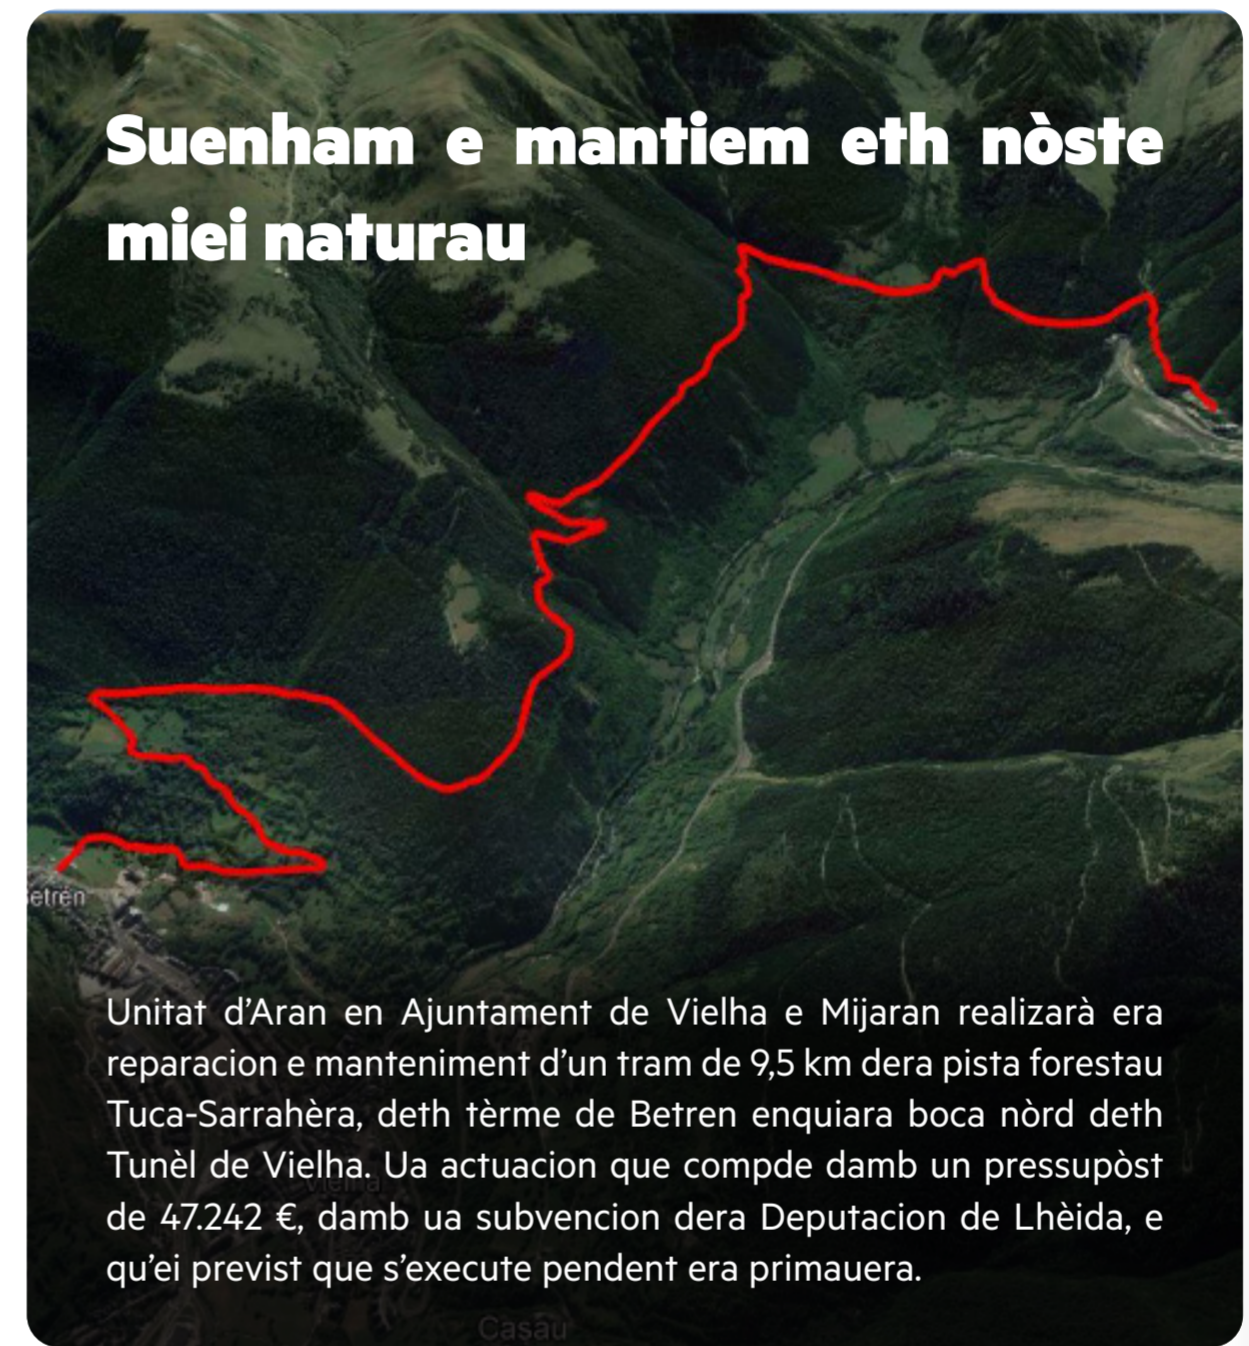 Suenham e mantiem eth nòste
miei naturau
etrén
Unitat d'Aran en Ajuntament de Vielha e Mijaran realizarà era
reparacion e manteniment d'un tram de 9,5 km dera pista forestau
Tuca-Sarrahèra, deth tèrme de Betren enquiara boca nòrd deth
Tunèl de Vielha. Ua actuacion que compde damb un pressupòst
de 47.242 €, damb ua subvencion dera Deputacion de Lhèida, e
qu'ei previst que s'execute pendent era primauera.
Casau